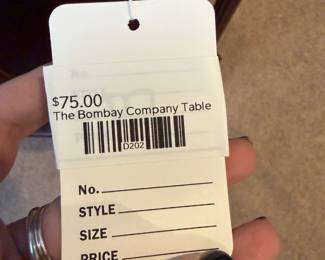 $75.00
The Bombay Company Table
D202
No.
STYLE
SIZE
PRICE